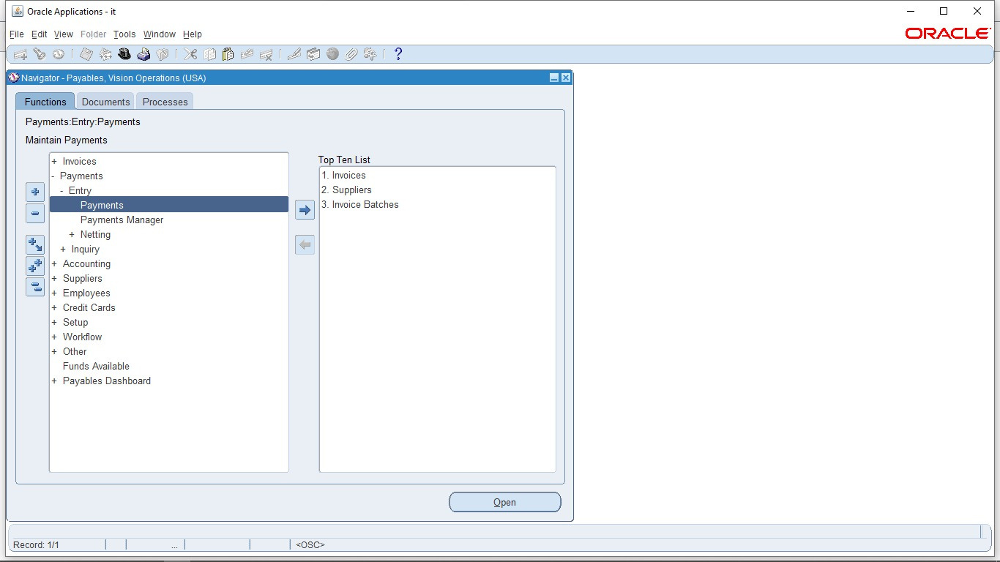 Oracle Applications - it
File Edit View Folder Tools Window Help
ORACLE
?
Navigator - Payables, Vision Operations (USA)
Functions Documents Processes
Payments:Entry:Payments
Maintain Payments
+ Invoices
- Payments
- Entry
Payments
Payments Manager
+ Netting
+ Inquiry
+ Accounting
+ Suppliers
+ Employees
+ Credit Cards
+ Setup
+ Workflow
+ Other
Funds Available
+ Payables Dashboard
Top Ten List
1. Invoices
2. Suppliers
3. Invoice Batches
Open
Record: 1/1 ... <OSC>